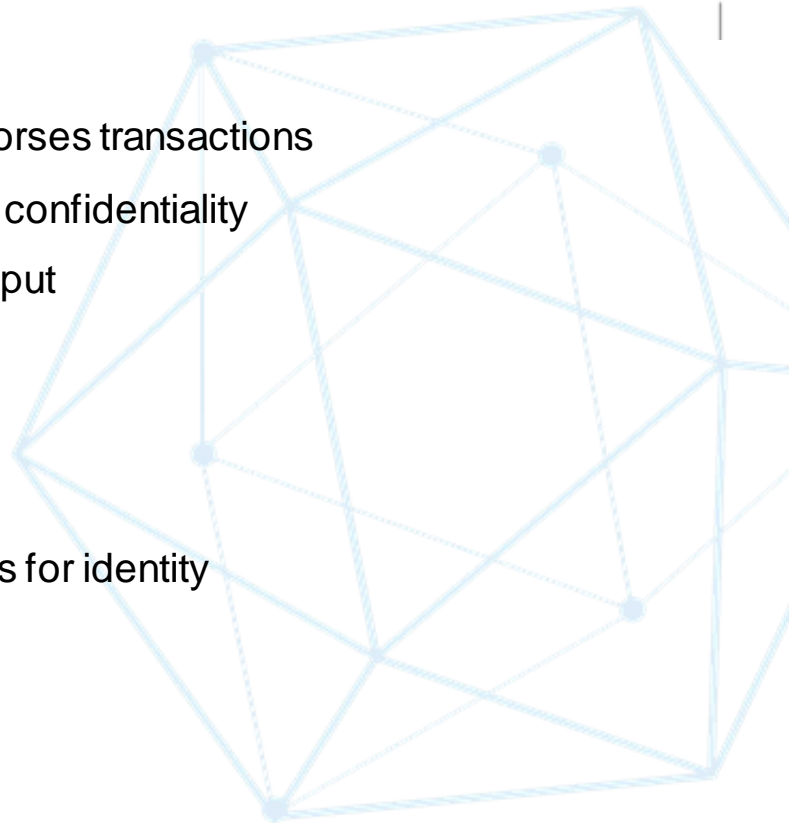 orses transactions
confidentiality
put
s for identity